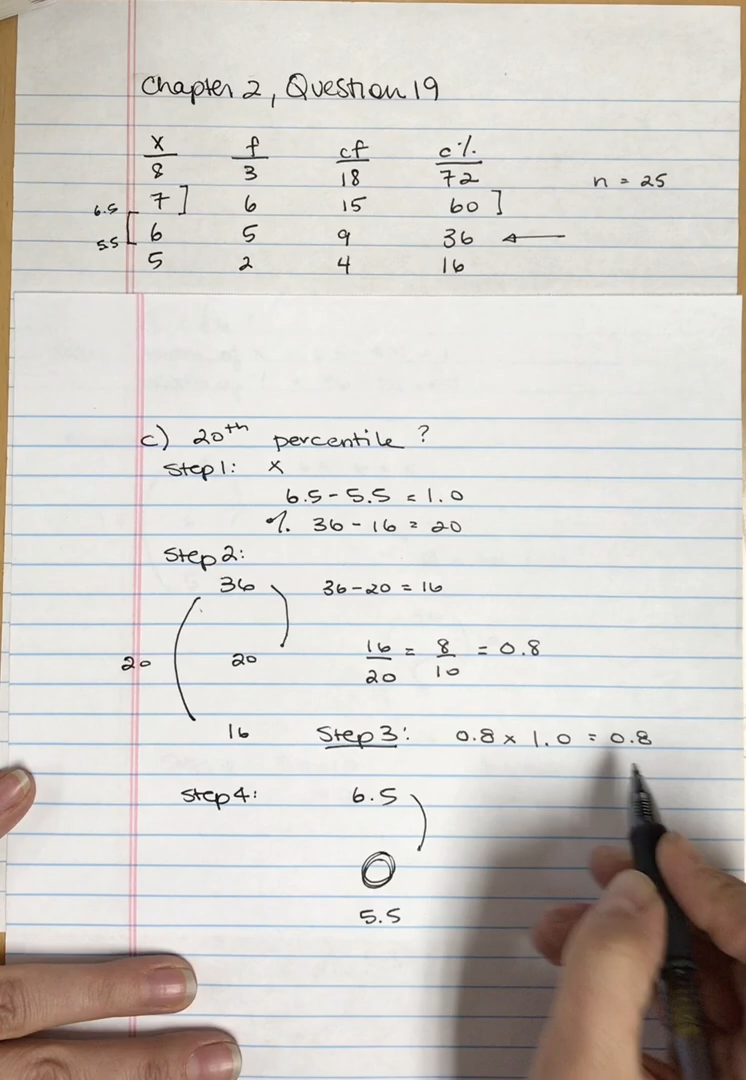 Chapter 2, Question 19
x f cf c%
8 3 18 72 n = 25
6.5 7 ] 6 15 60 ]
5.5 [ 6 5 9 36 ←
5 2 4 16
c) 20th percentile ?
Step 1: x
6.5 - 5.5 = 1.0
% 36 - 16 = 20
Step 2:
36 36 - 20 = 16
20 20 16/20 = 8/10 = 0.8
16 Step 3: 0.8 x 1.0 = 0.8
Step 4: 6.5
5.5